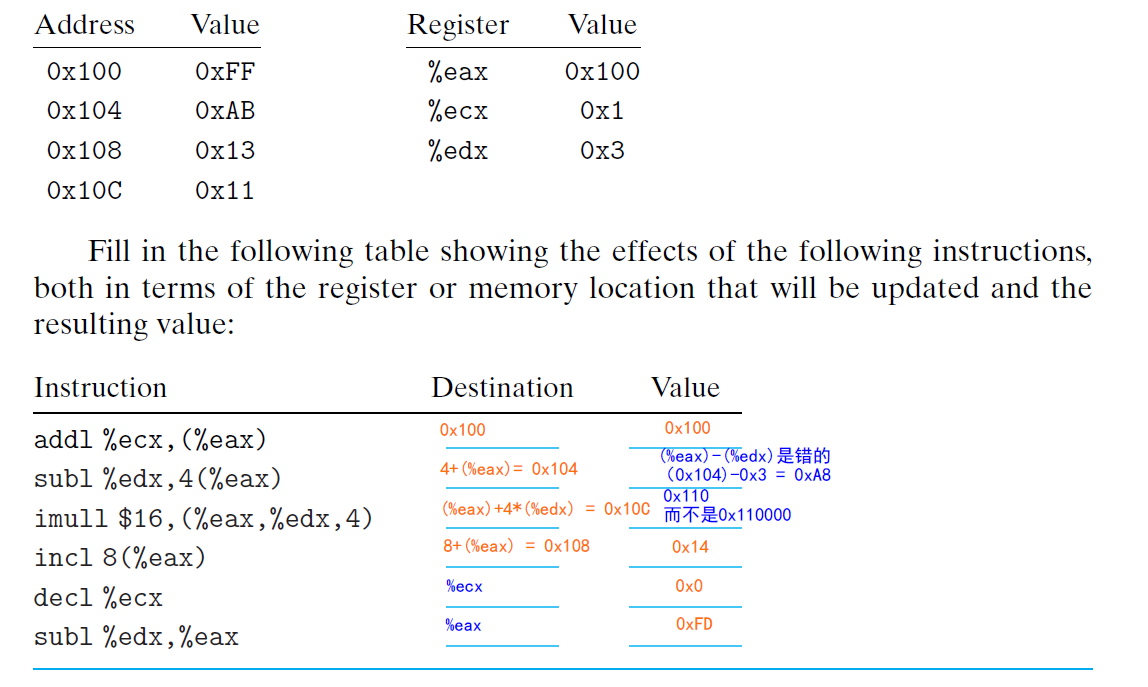 Address Value Register Value
0x100 0xFF %eax 0x100
0x104 0xAB %ecx 0x1
0x108 0x13 %edx 0x3
0x10C 0x11
Fill in the following table showing the effects of the following instructions,
both in terms of the register or memory location that will be updated and the
resulting value:
Instruction Destination Value
addl %ecx,(%eax) 0x100 0x100
subl %edx,4(%eax) 4+(%eax)= 0x104 (%eax)-(%edx)是错的
(0x104)-0x3 = 0xA8
imull $16,(%eax,%edx,4) (%eax)+4*(%edx) = 0x10C 0x110
而不是0x110000
incl 8(%eax) 8+(%eax) = 0x108 0x14
decl %ecx %ecx 0x0
subl %edx,%eax %eax 0xFD